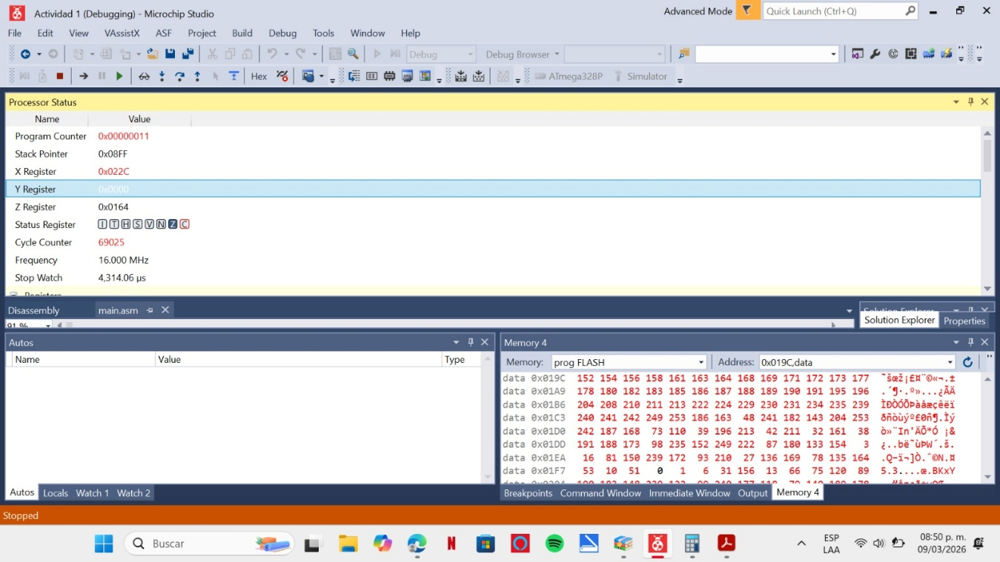 Actividad 1 (Debugging) - Microchip Studio
Advanced Mode
Quick Launch (Ctrl+Q)
File Edit View VAssistX ASF Project Build Debug Tools Window Help
Debug Debug Browser
Hex ATmega328P Simulator
Processor Status
Name Value
Program Counter 0x00000011
Stack Pointer 0x08FF
X Register 0x022C
Y Register 0x0000
Z Register 0x0164
Status Register I T H S V N Z C
Cycle Counter 69025
Frequency 16.000 MHz
Stop Watch 4,314.06 µs
Registers
Disassembly main.asm
Solution Explorer
91 %
Solution Explorer Properties
Autos
Name Value Type
Autos Locals Watch 1 Watch 2
Memory 4
Memory: prog FLASH Address: 0x019C,data
data 0x019C 152 154 156 158 161 163 164 168 169 171 172 173 177 ˜šœž¡£¤¨©«¬.±
data 0x01A9 178 180 182 183 185 186 187 188 189 190 191 195 196 .´¶·.º»...¿ÃÄ
data 0x01B6 204 208 210 211 213 222 224 229 230 231 234 235 239 ÌÐÒÓÕÞàåæçêëï
data 0x01C3 240 241 242 249 253 186 163 48 241 182 143 204 253 ðñòùýº£0ñ¶.Ìý
data 0x01D0 242 187 168 73 110 39 196 213 42 211 32 161 38 ò»¨In'ÄÕ*Ó ¡&
data 0x01DD 191 188 173 98 235 152 249 222 87 180 133 154 3 ¿..bë˜ùÞW´.š.
data 0x01EA 16 81 150 239 172 93 210 27 136 169 78 135 164 .Q–ï¬]Ò.ˆ©N.¤
data 0x01F7 53 10 51 0 1 6 31 156 13 66 75 120 89 5.3....œ.BKxY
Breakpoints Command Window Immediate Window Output Memory 4
Stopped
Buscar
ESP
LAA
08:50 p. m.
09/03/2026